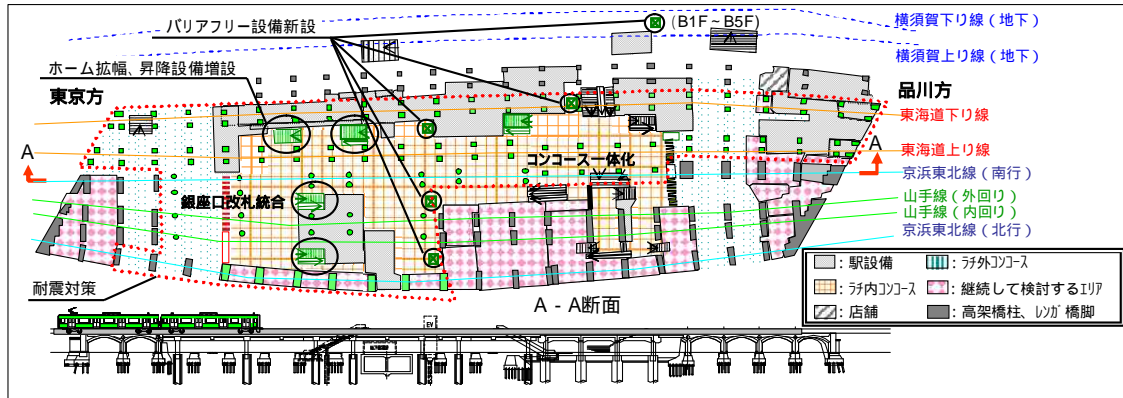 バリアフリー設備新設
(B1F～B5F)
横須賀下り線(地下)
横須賀上り線(地下)
ホーム拡幅、昇降設備増設
東京方
品川方
東海道下り線
A
東海道上り線
A
コンコース一体化
京浜東北線(南行)
銀座口改札統合
山手線(外回り)
山手線(内回り)
京浜東北線(北行)
耐震対策
A - A断面
:駅設備
:ﾗﾁ外ｺﾝｺｰｽ
:ﾗﾁ内ｺﾝｺｰｽ
:継続して検討するｴﾘｱ
:店舗
:高架橋柱、ﾚﾝｶﾞ橋脚
EV